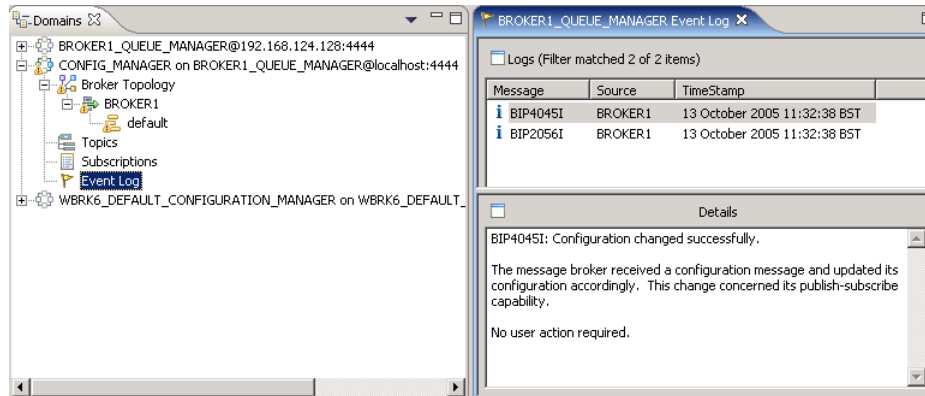 Domains
BROKER1_QUEUE_MANAGER@192.168.124.128:4444
CONFIG_MANAGER on BROKER1_QUEUE_MANAGER@localhost:4444
Broker Topology
BROKER1
default
Topics
Subscriptions
Event Log
WBRK6_DEFAULT_CONFIGURATION_MANAGER on WBRK6_DEFAULT_
BROKER1_QUEUE_MANAGER Event Log
Logs (Filter matched 2 of 2 items)
Message Source TimeStamp
BIP4045I BROKER1 13 October 2005 11:32:38 BST
BIP2056I BROKER1 13 October 2005 11:32:38 BST
Details
BIP4045I: Configuration changed successfully.
The message broker received a configuration message and updated its
configuration accordingly. This change concerned its publish-subscribe
capability.
No user action required.